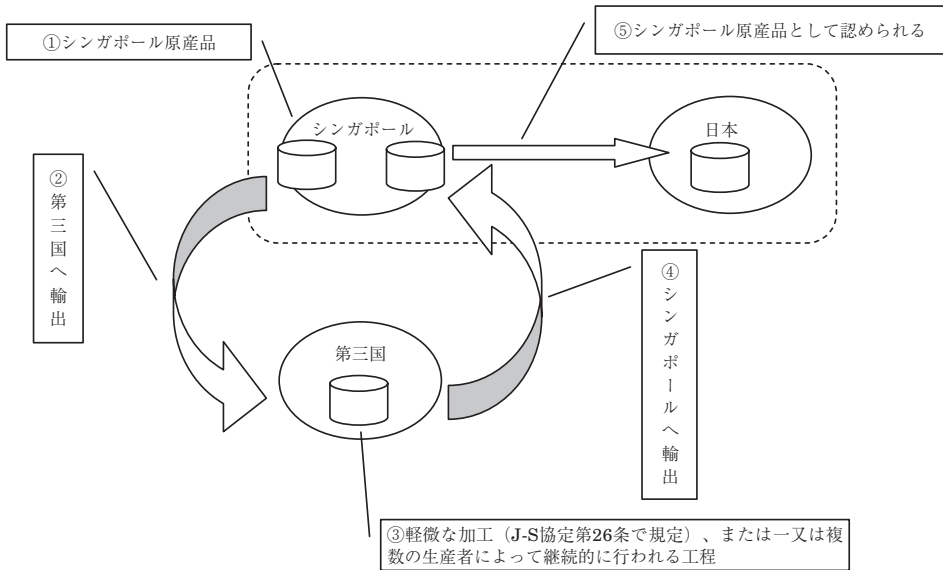 ①シンガポール原産品
⑤シンガポール原産品として認められる
シンガポール
日本
②第三国へ輸出
④シンガポールへ輸出
第三国
③軽微な加工（J-S協定第26条で規定）、または一又は複
数の生産者によって継続的に行われる工程